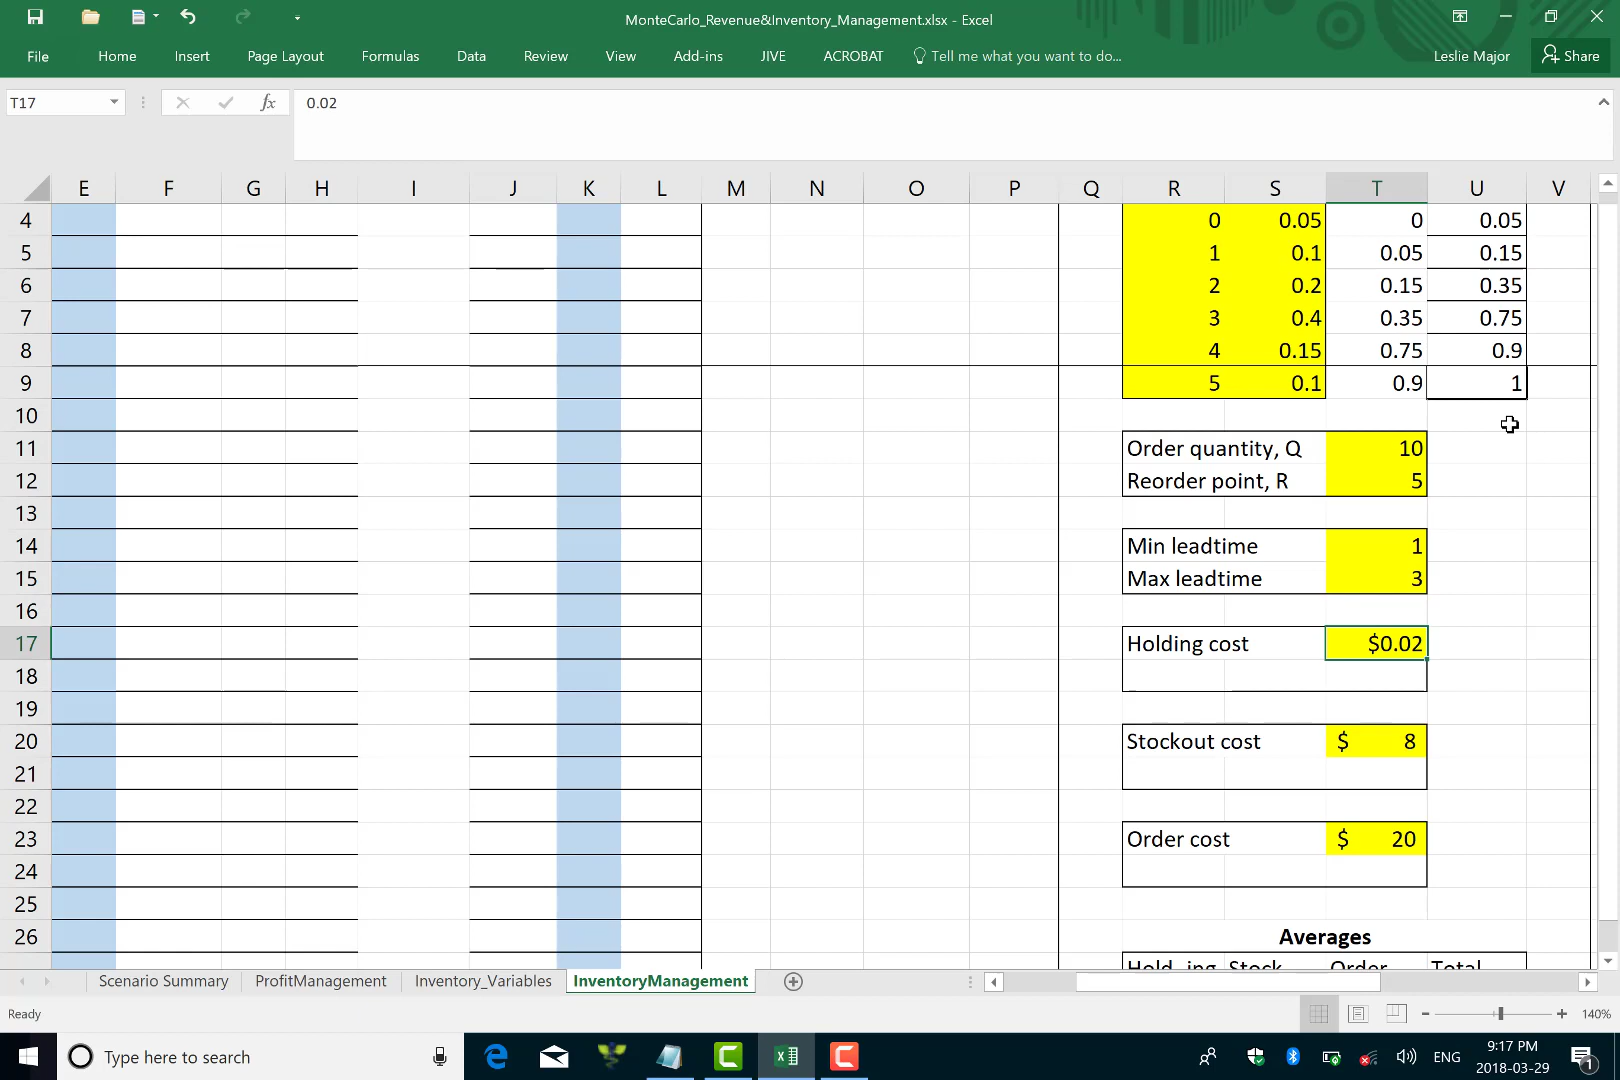 MonteCarlo_Revenue&Inventory_Management.xlsx - Excel
File Home Insert Page Layout Formulas Data Review View Add-ins JIVE ACROBAT Tell me what you want to do... Leslie Major Share
T17 fx 0.02
E F G H I J K L M N O P Q R S T U V
4 0 0.05 0 0.05
5 1 0.1 0.05 0.15
6 2 0.2 0.15 0.35
7 3 0.4 0.35 0.75
8 4 0.15 0.75 0.9
9 5 0.1 0.9 1
10
11 Order quantity, Q 10
12 Reorder point, R 5
13
14 Min leadtime 1
15 Max leadtime 3
16
17 Holding cost $0.02
18
19
20 Stockout cost $ 8
21
22
23 Order cost $ 20
24
25
26 Averages
Hold ing Stock Order Total
Scenario Summary ProfitManagement Inventory_Variables InventoryManagement
Ready 140%
Type here to search ENG 9:17 PM
2018-03-29 1